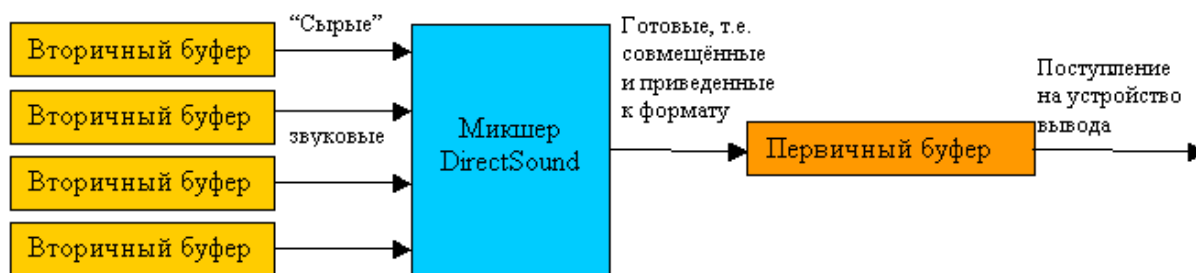 Вторичный буфер
Вторичный буфер
Вторичный буфер
Вторичный буфер
“Сырые”
звуковые
Микшер
DirectSound
Готовые, т.е.
совмещённые
и приведенные
к формату
Первичный буфер
Поступление
на устройство
вывода